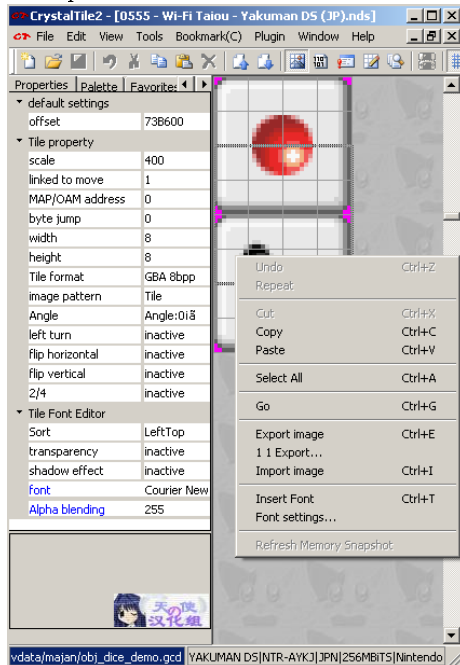 CrystalTile2 - [0555 - Wi-Fi Taiou - Yakuman DS (JP).nds]
File Edit View Tools Bookmark(C) Plugin Window Help
Properties Palette Favorites
default settings
offset 73B600
Tile property
scale 400
linked to move 1
MAP/OAM address 0
byte jump 0
width 8
height 8
Tile format GBA 8bpp
image pattern Tile
Angle Angle:0ìã
left turn inactive
flip horizontal inactive
flip vertical inactive
2/4 inactive
Tile Font Editor
Sort LeftTop
transparency inactive
shadow effect inactive
font Courier New
Alpha blending 255
Undo Ctrl+Z
Repeat
Cut Ctrl+X
Copy Ctrl+C
Paste Ctrl+V
Select All Ctrl+A
Go Ctrl+G
Export image Ctrl+E
1 1 Export...
Import image Ctrl+I
Insert Font Ctrl+T
Font settings...
Refresh Memory Snapshot
天の使
汉化组
vdata/majan/obj_dice_demo.gcd YAKUMAN DS|NTR-AYKJ|JPN|256MBiTS|Nintendo